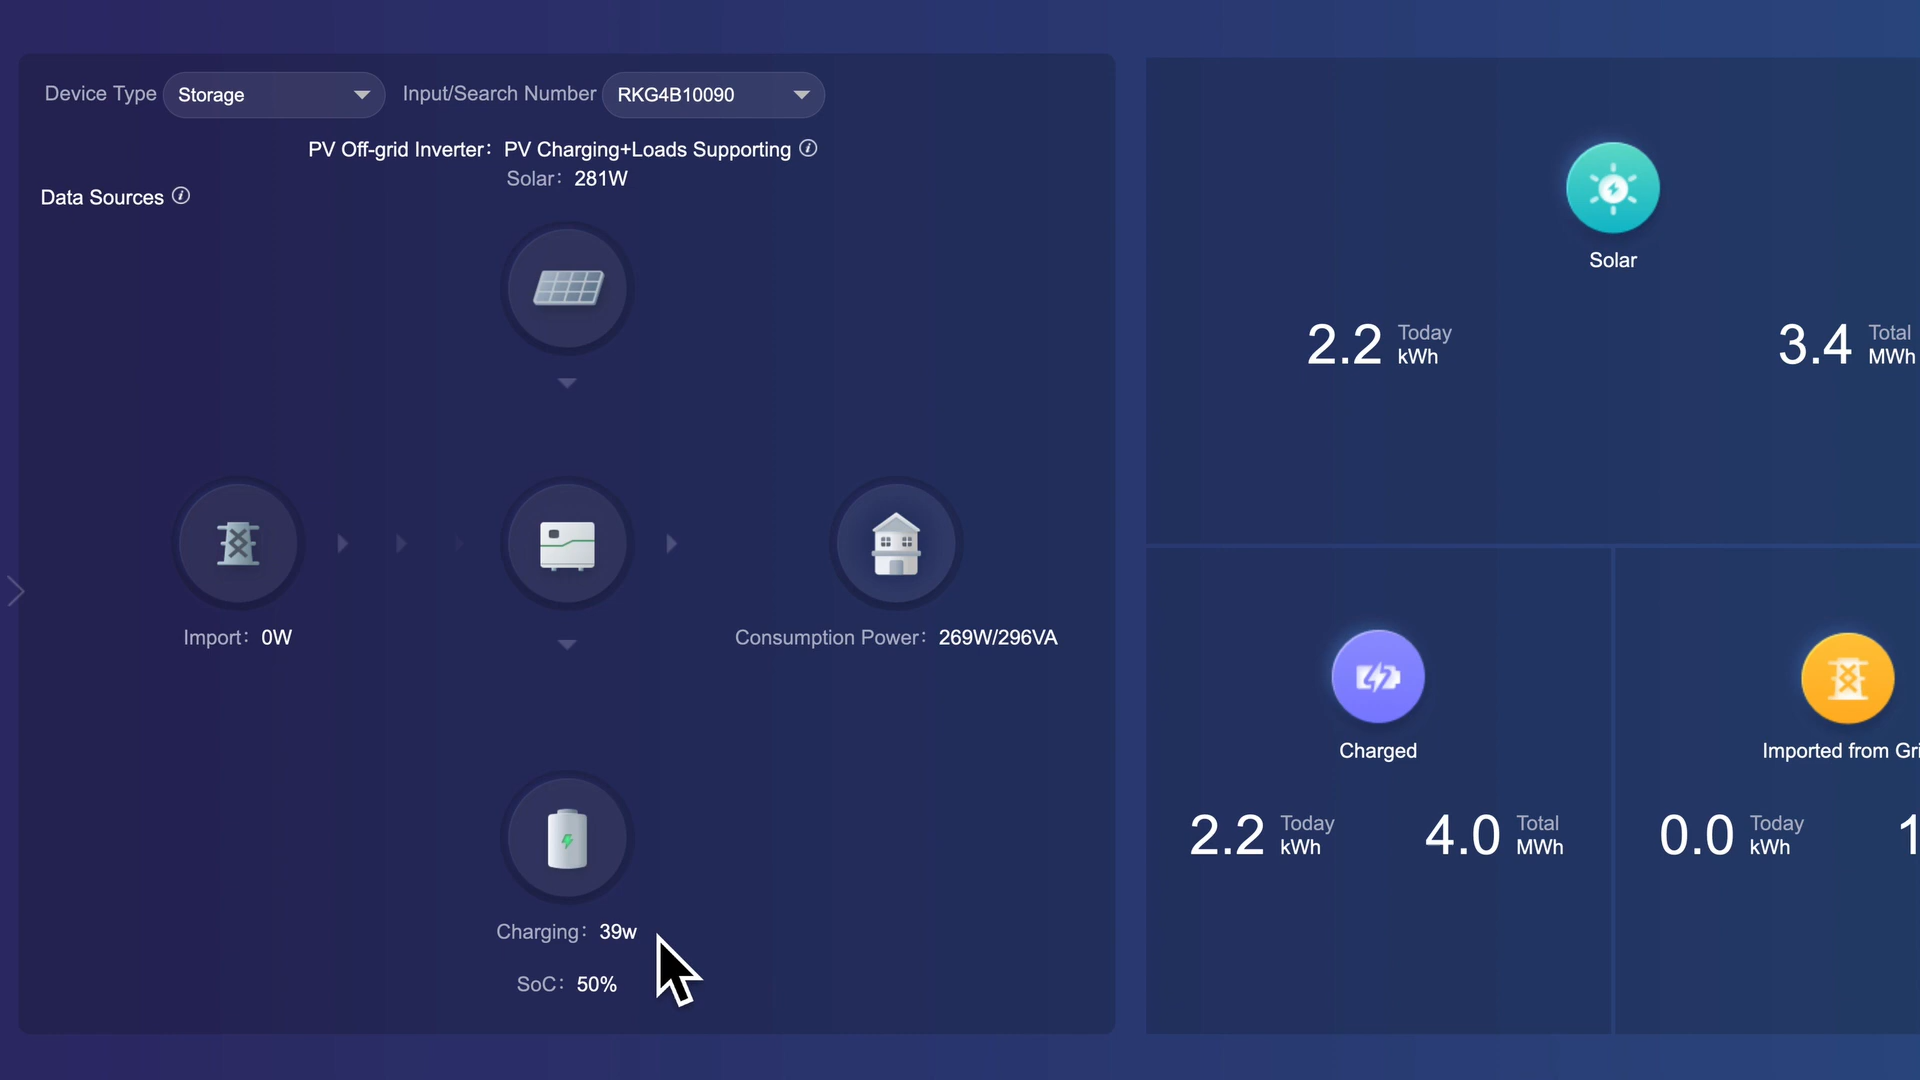 Device Type
Storage
Input/Search Number
RKG4B10090
PV Off-grid Inverter: PV Charging+Loads Supporting
Solar: 281W
Data Sources
Import: 0W
Consumption Power: 269W/296VA
Charging: 39w
SoC: 50%
Solar
2.2 Today
kWh
3.4 Total
MWh
Charged
2.2 Today
kWh
4.0 Total
MWh
Imported from Gri
0.0 Today
kWh
1